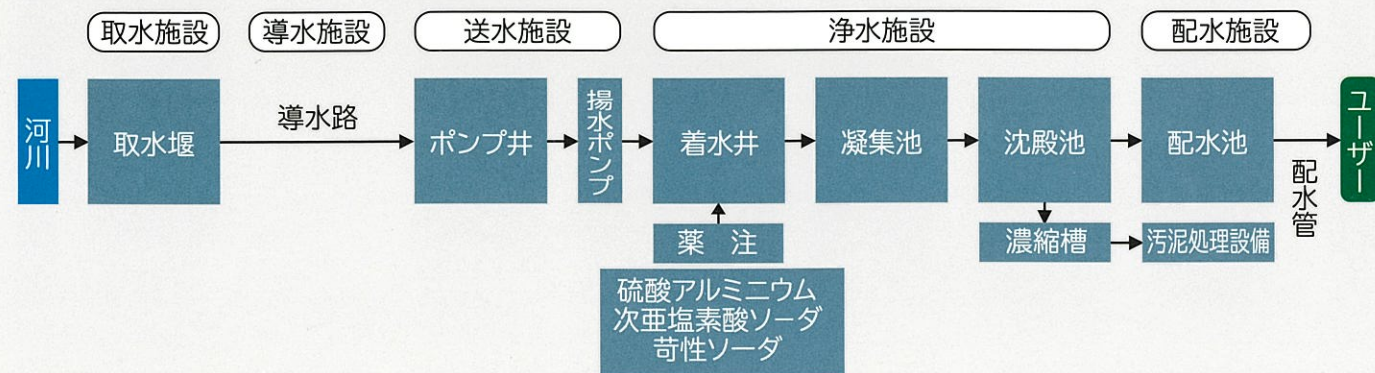 取水施設
導水施設
送水施設
浄水施設
配水施設
河川
取水堰
導水路
ポンプ井
揚水ポンプ
着水井
凝集池
沈殿池
配水池
配水管
ユーザー
薬 注
濃縮槽
汚泥処理設備
硫酸アルミニウム
次亜塩素酸ソーダ
苛性ソーダ